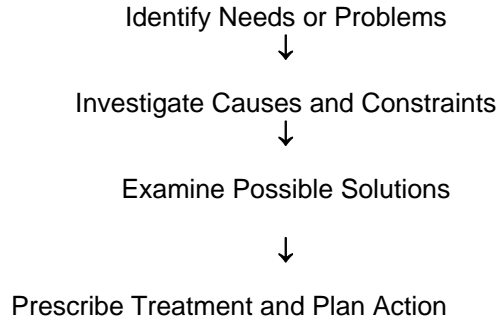 Identify Needs or Problems
↓
Investigate Causes and Constraints
↓
Examine Possible Solutions
↓
Prescribe Treatment and Plan Action